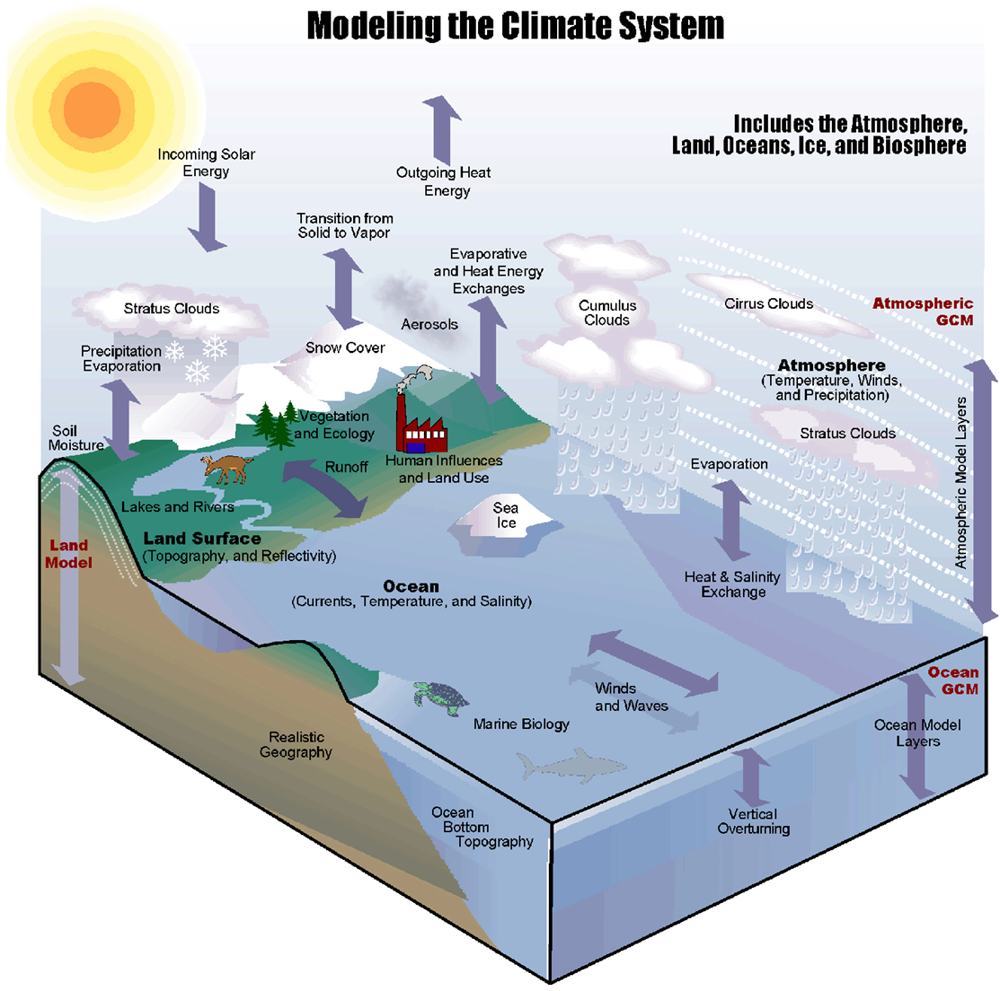 Modeling the Climate System
Includes the Atmosphere,
Land, Oceans, Ice, and Biosphere
Incoming Solar
Energy
Outgoing Heat
Energy
Transition from
Solid to Vapor
Evaporative
and Heat Energy
Exchanges
Stratus Clouds
Precipitation
Evaporation
Snow Cover
Aerosols
Cumulus
Clouds
Cirrus Clouds
Atmospheric
GCM
Atmosphere
(Temperature, Winds,
and Precipitation)
Stratus Clouds
Atmospheric Model Layers
Soil
Moisture
Vegetation
and Ecology
Runoff
Human Influences
and Land Use
Evaporation
Lakes and Rivers
Sea
Ice
Land
Model
Land Surface
(Topography, and Reflectivity)
Heat & Salinity
Exchange
Ocean
(Currents, Temperature, and Salinity)
Ocean
GCM
Winds
and Waves
Marine Biology
Ocean Model
Layers
Realistic
Geography
Ocean
Bottom
Topography
Vertical
Overturning